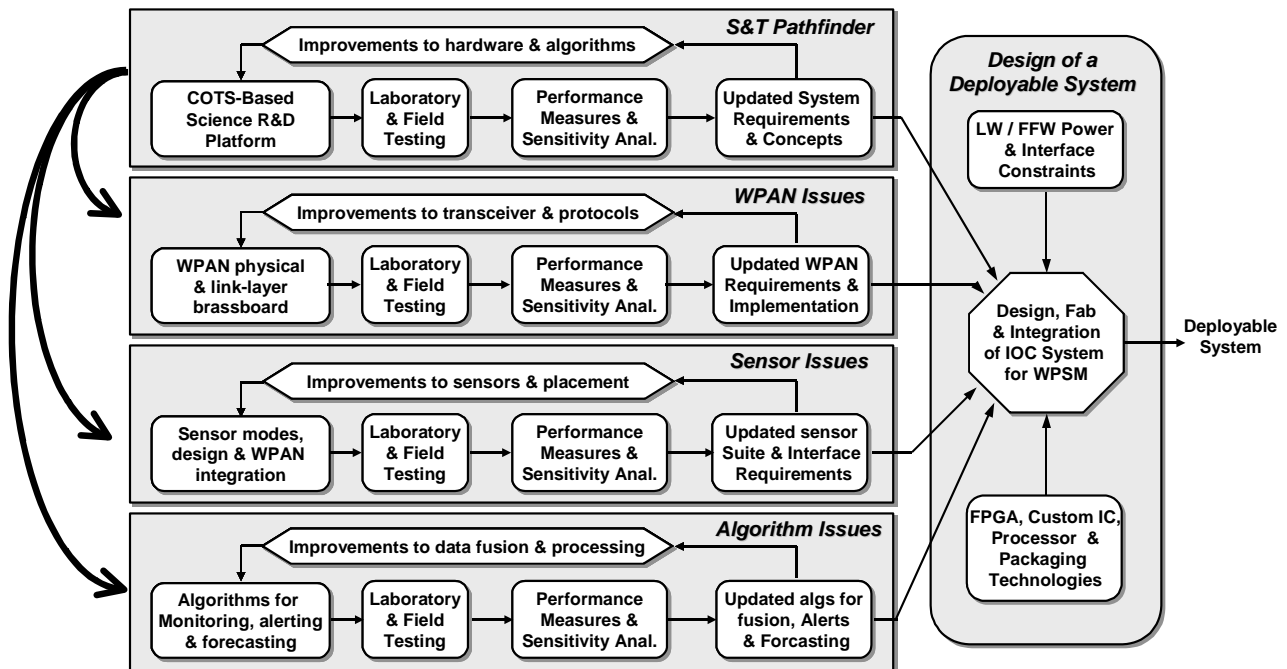 S&T Pathfinder
Improvements to hardware & algorithms
COTS-Based
Science R&D
Platform
Laboratory
& Field
Testing
Performance
Measures &
Sensitivity Anal.
Updated System
Requirements
& Concepts
WPAN Issues
Improvements to transceiver & protocols
WPAN physical
& link-layer
brassboard
Laboratory
& Field
Testing
Performance
Measures &
Sensitivity Anal.
Updated WPAN
Requirements &
Implementation
Sensor Issues
Improvements to sensors & placement
Sensor modes,
design & WPAN
integration
Laboratory
& Field
Testing
Performance
Measures &
Sensitivity Anal.
Updated sensor
Suite & Interface
Requirements
Algorithm Issues
Improvements to data fusion & processing
Algorithms for
Monitoring, alerting
& forecasting
Laboratory
& Field
Testing
Performance
Measures &
Sensitivity Anal.
Updated algs for
fusion, Alerts
& Forcasting
Design of a
Deployable System
LW / FFW Power
& Interface
Constraints
Design, Fab
& Integration
of IOC System
for WPSM
FPGA, Custom IC,
Processor &
Packaging
Technologies
Deployable
System